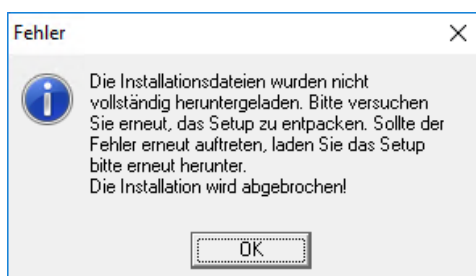 Fehler
Die Installationsdateien wurden nicht
vollständig heruntergeladen. Bitte versuchen
Sie erneut, das Setup zu entpacken. Sollte der
Fehler erneut auftreten, laden Sie das Setup
bitte erneut herunter.
Die Installation wird abgebrochen!
OK